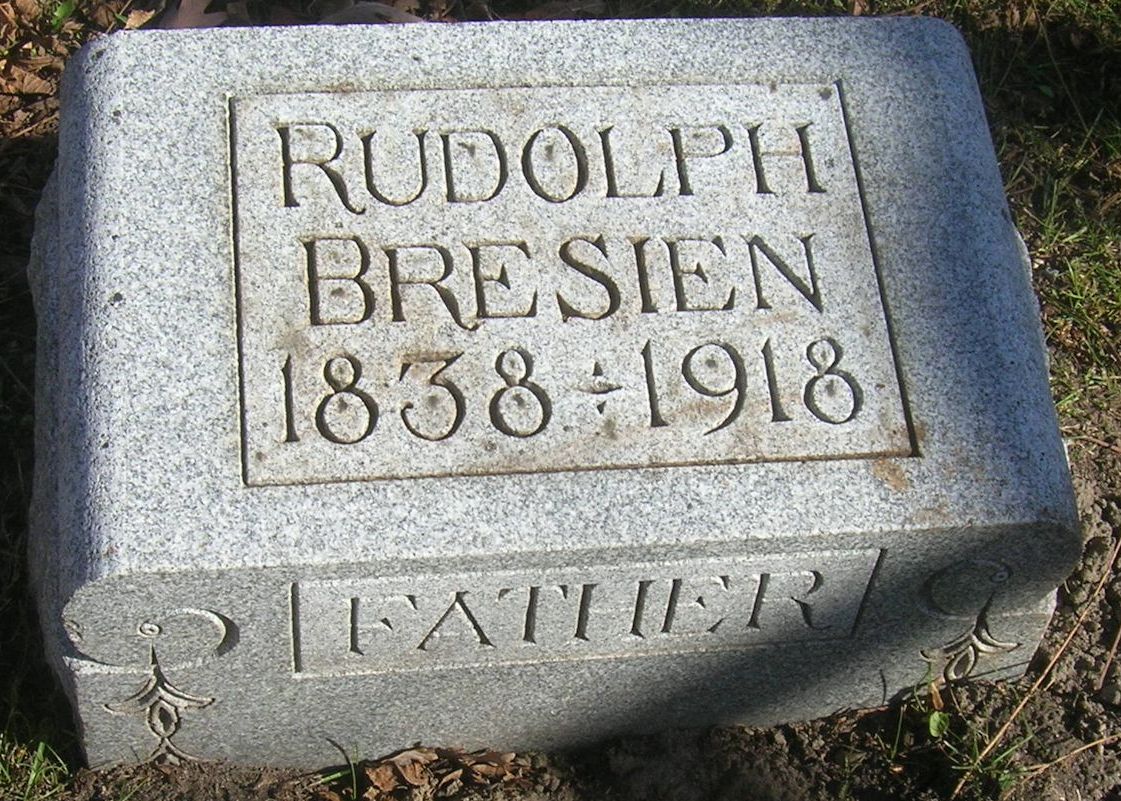 RUDOLPH
BRESIEN
1838 ÷ 1918
FATHER